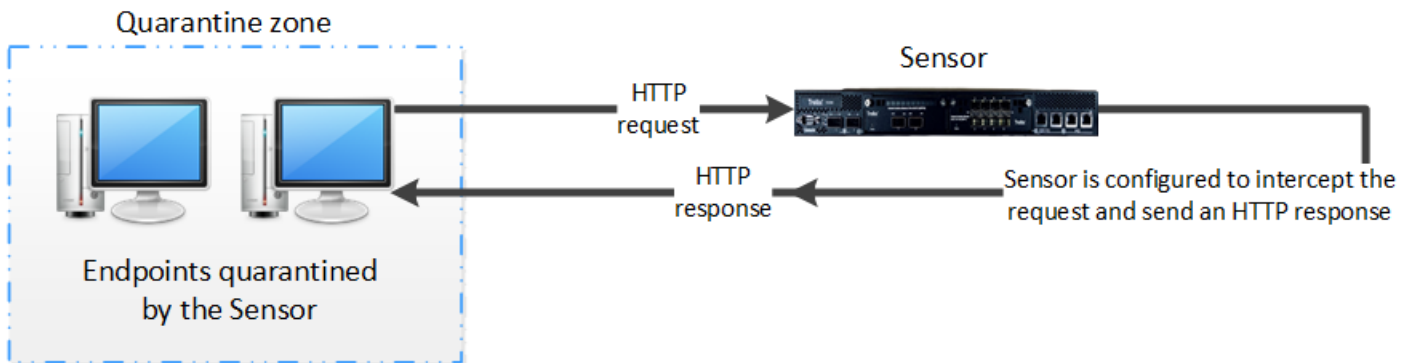 Quarantine zone
Sensor
HTTP
request
HTTP
response
Sensor is configured to intercept the
request and send an HTTP response
Endpoints quarantined
by the Sensor
Trellix